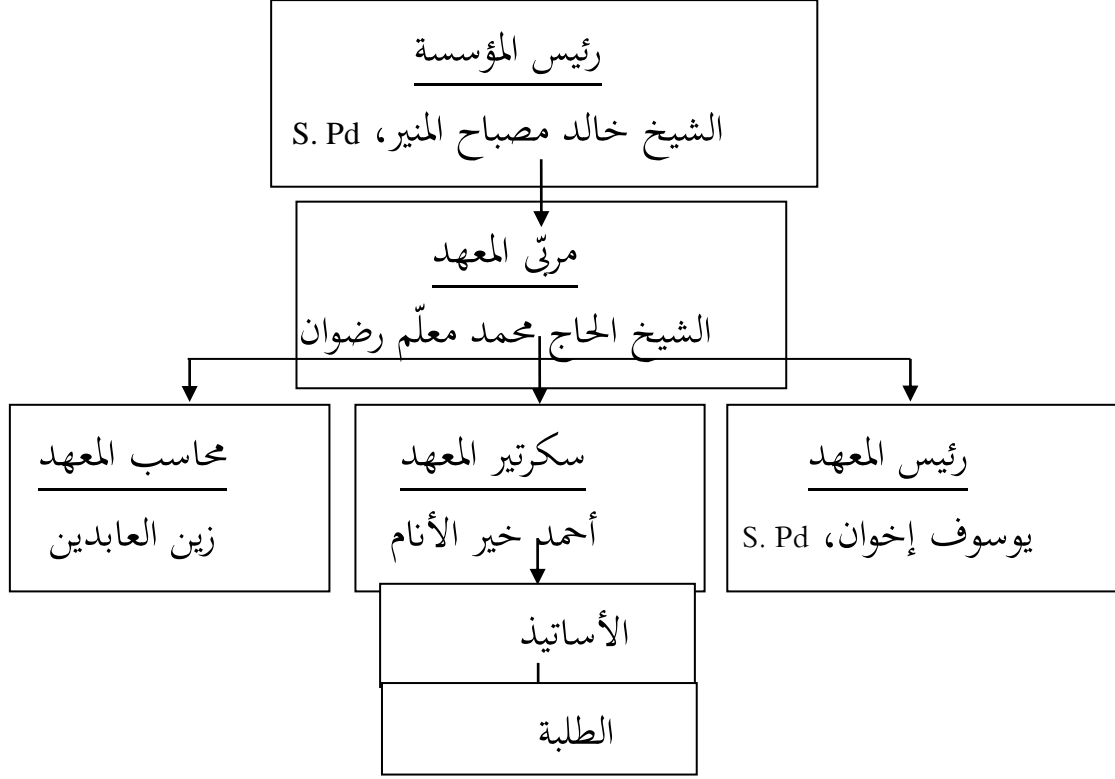 رئيس المؤسسة
الشيخ خالد مصباح المنير، S. Pd
مربّى المعهد
الشيخ الحاج محمد معلّم رضوان
رئيس المعهد
يوسوف إخوان، S. Pd
سكرتير المعهد
أحمد خير الأنام
محاسب المعهد
زين العابدين
الأساتيذ
الطلبة